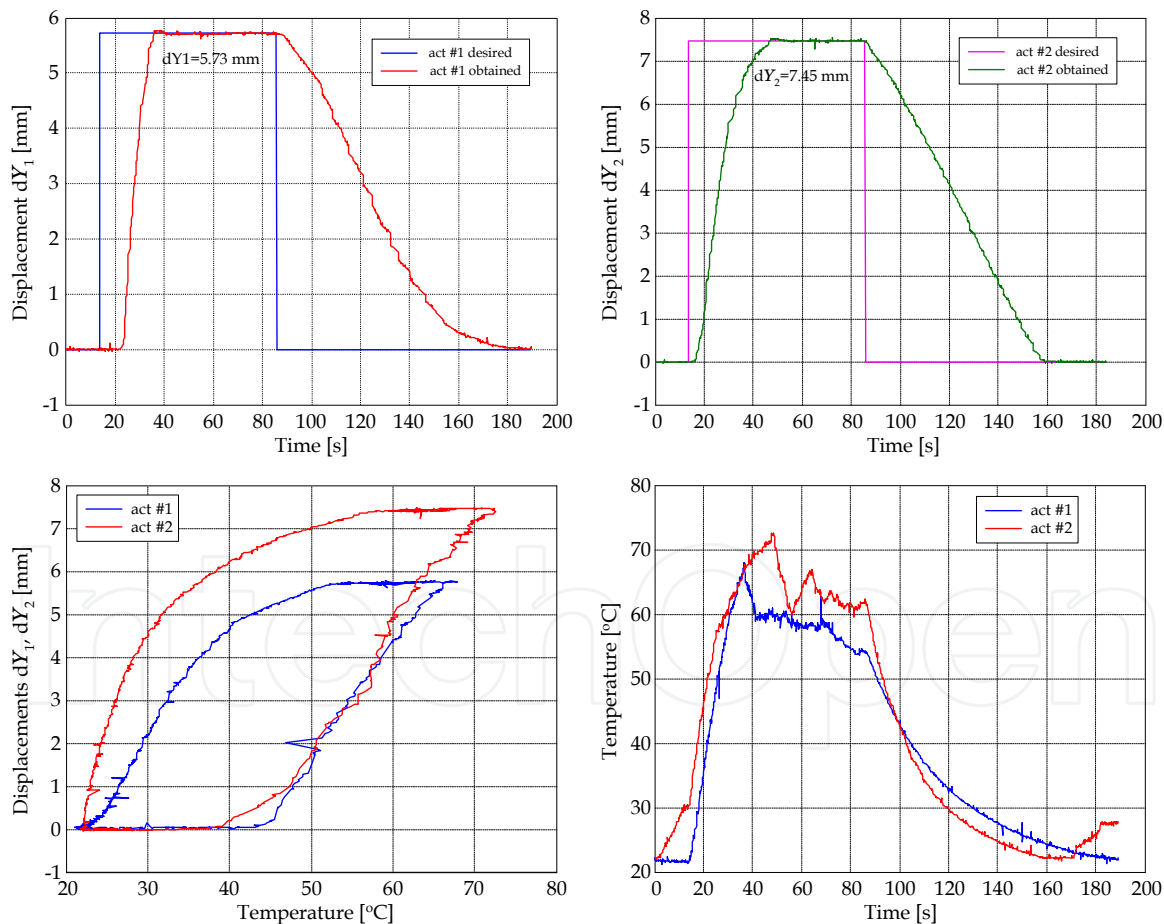 6
5
4
3
2
1
0
-1
0 20 40 60 80 100 120 140 160 180 200
Displacement dY1 [mm]
Time [s]
act #1 desired
act #1 obtained
dY1=5.73 mm
8
7
6
5
4
3
2
1
0
-1
0 20 40 60 80 100 120 140 160 180 200
Displacement dY2 [mm]
Time [s]
act #2 desired
act #2 obtained
dY2=7.45 mm
8
7
6
5
4
3
2
1
0
-1
20 30 40 50 60 70 80
Displacements dY1, dY2 [mm]
Temperature [°C]
act #1
act #2
80
70
60
50
40
30
20
0 20 40 60 80 100 120 140 160 180 200
Temperature [°C]
Time [s]
act #1
act #2
IntechOpen